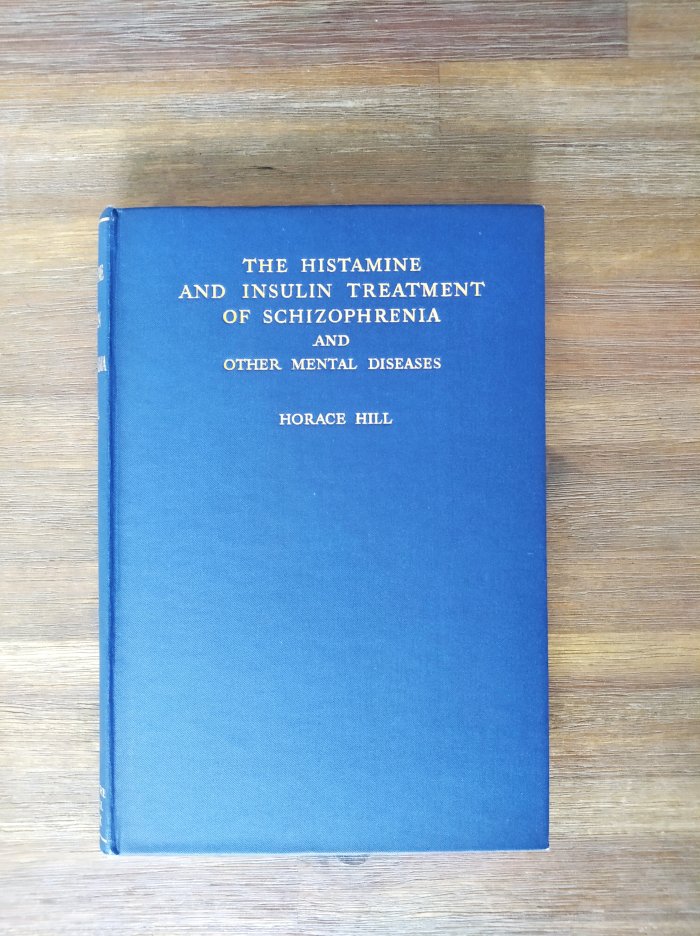 THE HISTAMINE
AND INSULIN TREATMENT
OF SCHIZOPHRENIA
AND
OTHER MENTAL DISEASES
HORACE HILL